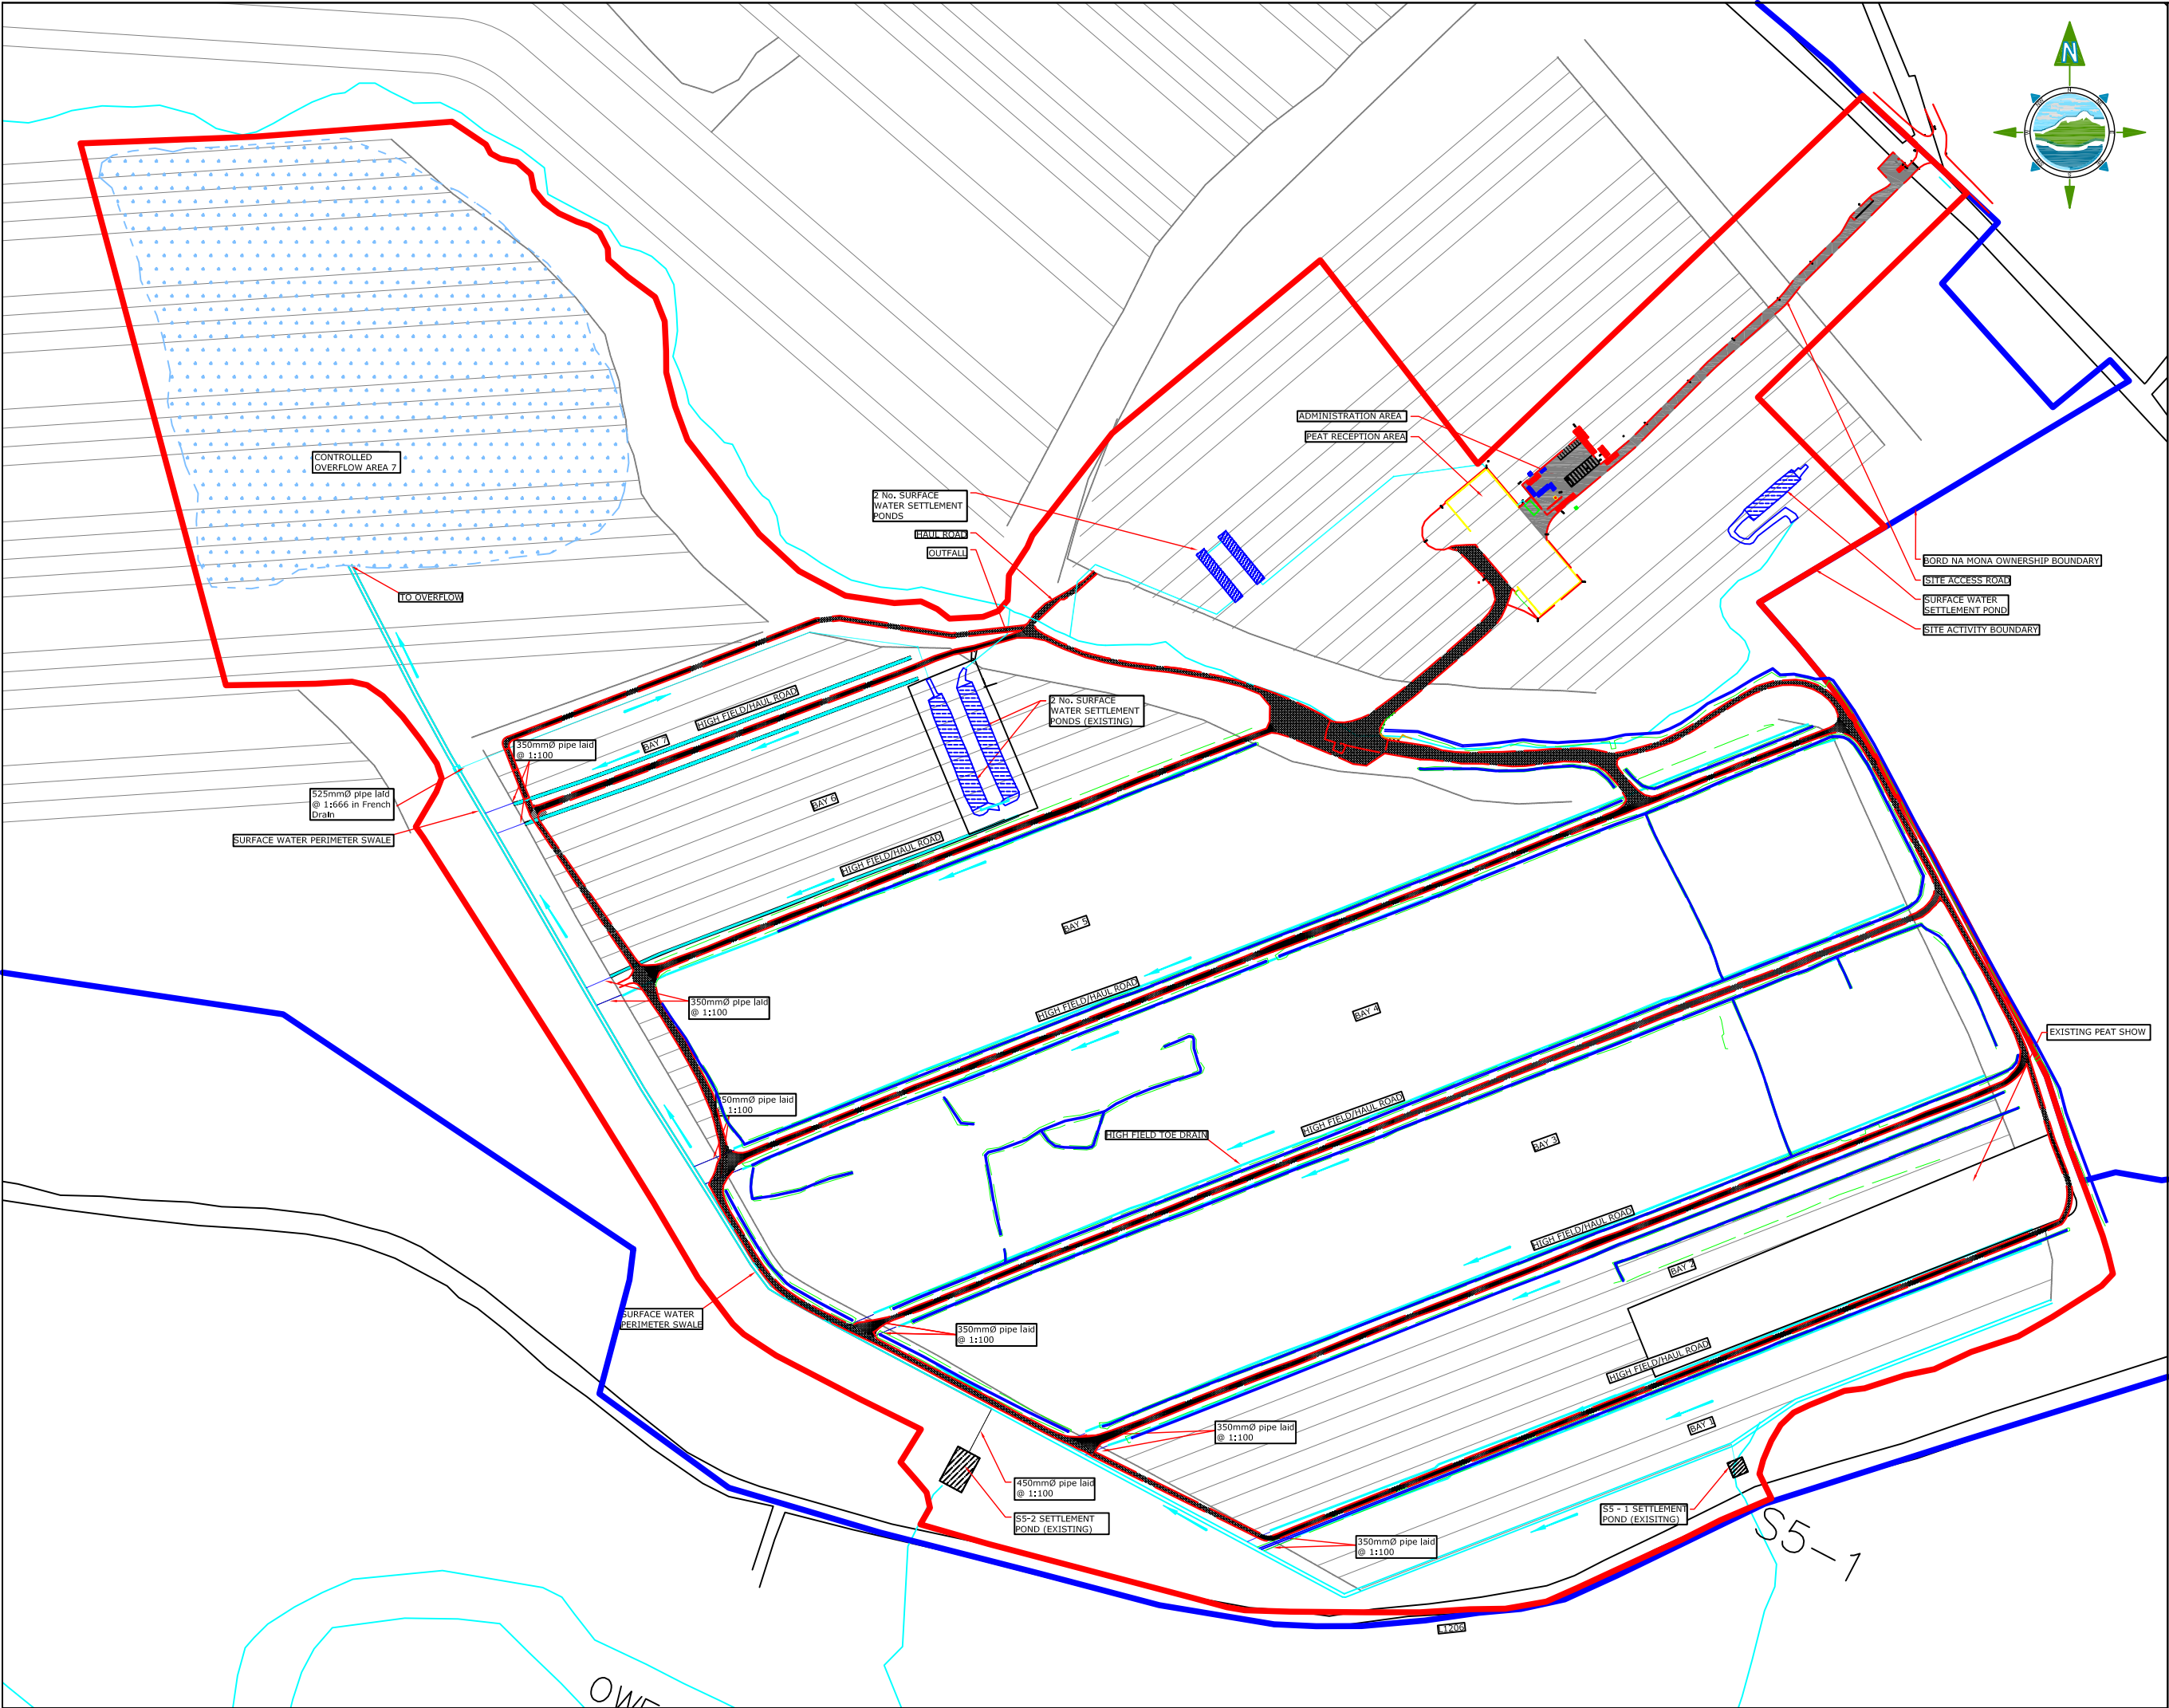 N
ADMINISTRATION AREA
PEAT RECEPTION AREA
CONTROLLED
OVERFLOW AREA 7
2 No. SURFACE
WATER SETTLEMENT
PONDS
HAUL ROAD
OUTFALL
BORD NA MONA OWNERSHIP BOUNDARY
SITE ACCESS ROAD
SURFACE WATER
SETTLEMENT POND
SITE ACTIVITY BOUNDARY
TO OVERFLOW
HIGH FIELD/HAUL ROAD
BAY 7
2 No. SURFACE
WATER SETTLEMENT
PONDS (EXISTING)
350mmØ pipe laid
@ 1:100
525mmØ pipe laid
@ 1:666 in French
Drain
BAY 6
SURFACE WATER PERIMETER SWALE
HIGH FIELD/HAUL ROAD
BAY 5
350mmØ pipe laid
@ 1:100
HIGH FIELD/HAUL ROAD
BAY 4
EXISTING PEAT SHOW
50mmØ pipe laid
1:100
HIGH FIELD/HAUL ROAD
HIGH FIELD TOE DRAIN
BAY 3
HIGH FIELD/HAUL ROAD
BAY 2
SURFACE WATER
PERIMETER SWALE
350mmØ pipe laid
@ 1:100
HIGH FIELD/HAUL ROAD
BAY 1
350mmØ pipe laid
@ 1:100
450mmØ pipe laid
@ 1:100
S5-2 SETTLEMENT
POND (EXISTING)
S5 - 1 SETTLEMENT
POND (EXISITNG)
S5-1
350mmØ pipe laid
@ 1:100
L1206